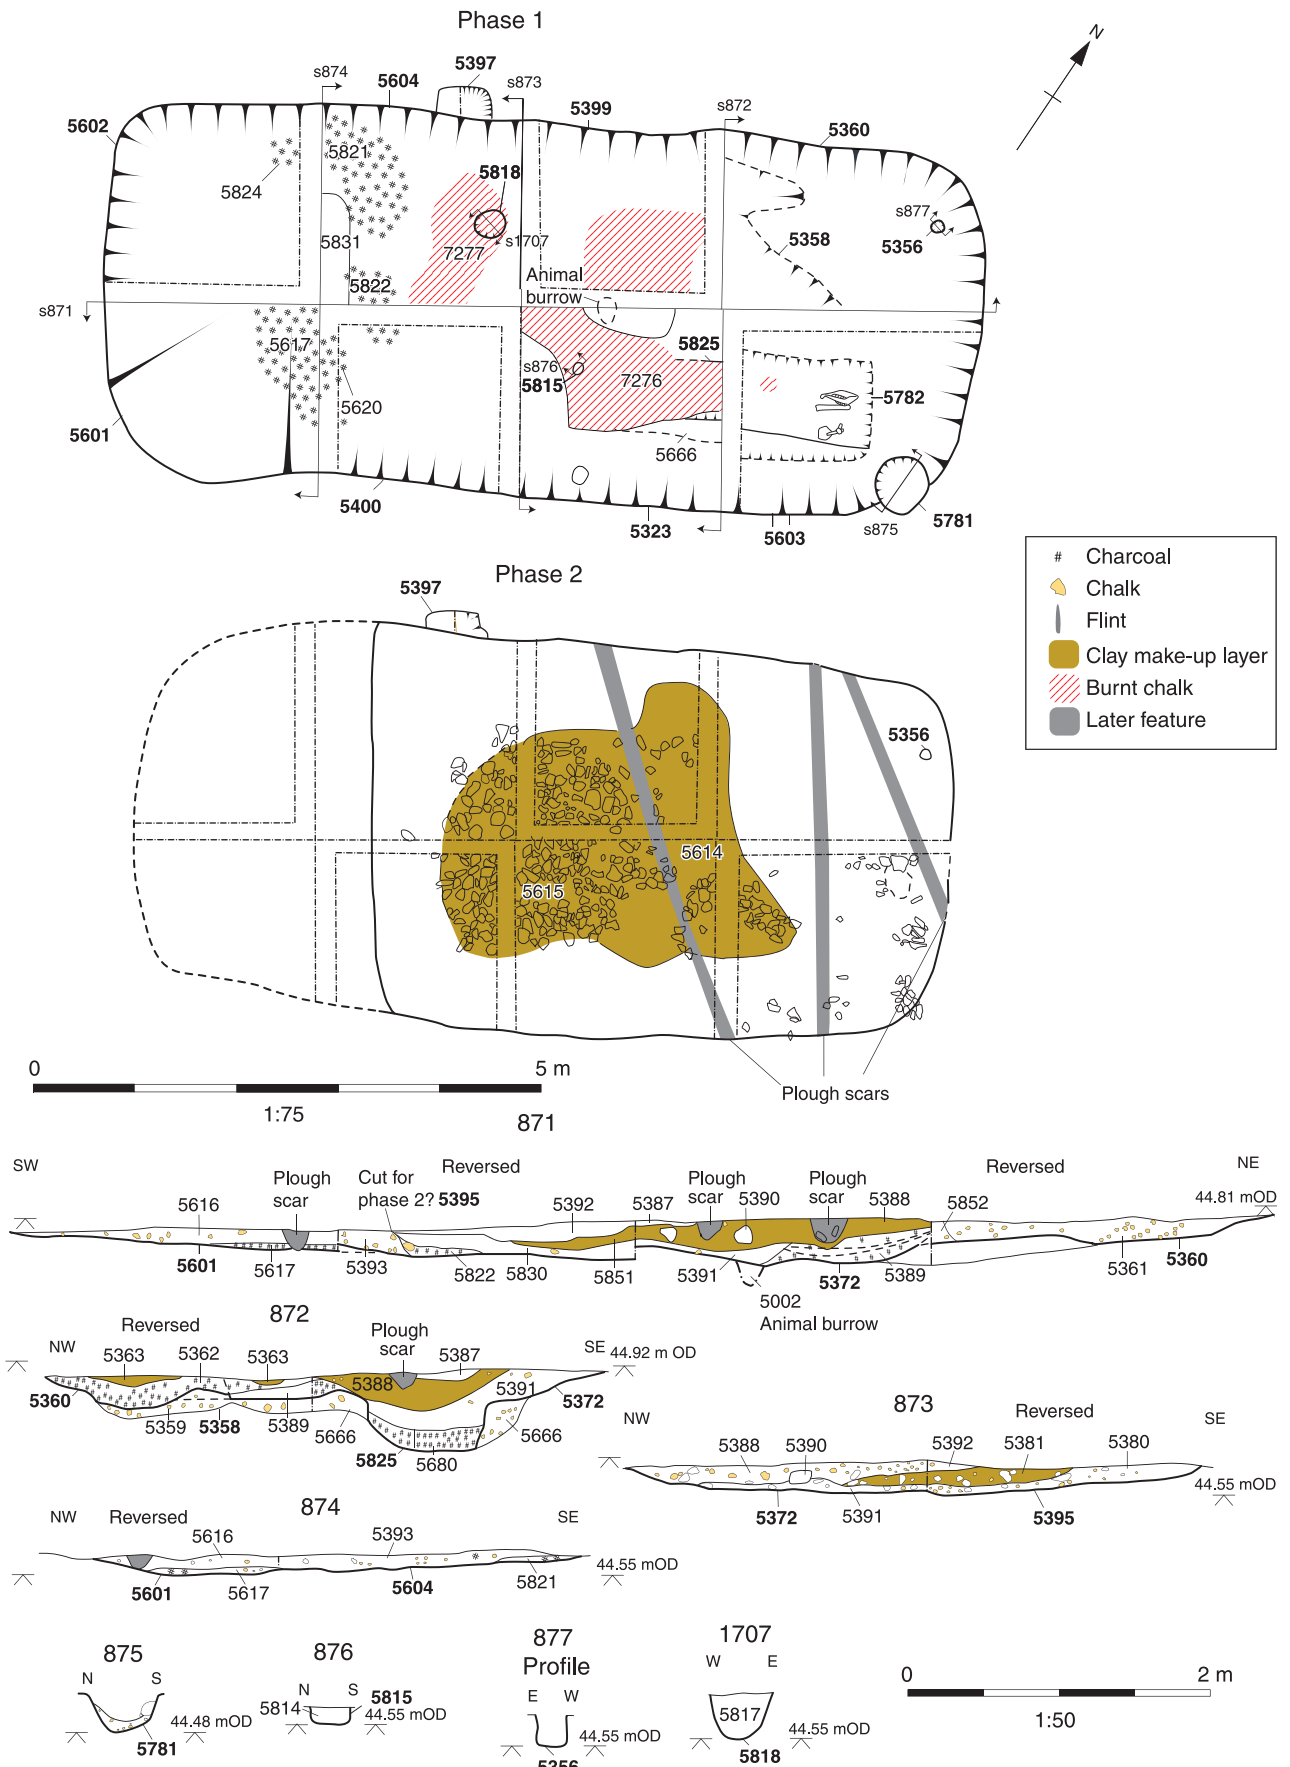 Phase 1
N
5397
s874
5604
s873
5399
s872
5360
5602
5821
5818
5824
s877
5356
5831
s1707
7277
5358
5822
Animal
burrow
s871
5617
5825
s876
5815
7276
5782
5620
5601
5666
5400
5323
5603
s875
5781
Charcoal
Chalk
Flint
Clay make-up layer
Burnt chalk
Later feature
Phase 2
5397
5356
5614
5615
Plough scars
0
5 m
1:75
871
SW
NE
Reversed
Reversed
5616
Plough
scar
Cut for
phase 2? 5395
5392
5387
Plough
scar
5390
Plough
scar
5388
5852
44.81 mOD
5601
5617
5393
5822
5830
5851
5391
5372
5389
5361
5360
5002
Animal burrow
872
Reversed
NW
SE
5363
5362
5363
Plough
scar
5387
44.92 m OD
5388
5391
5360
5372
5359
5358
5389
5666
5825
5680
5666
873
NW
Reversed
SE
5388
5390
5392
5381
5380
44.55 mOD
5372
5391
5395
874
NW
Reversed
SE
5616
5393
44.55 mOD
5601
5617
5604
5821
875
N
S
44.48 mOD
5781
876
N
S
5814
5815
44.55 mOD
877
Profile
E
W
44.55 mOD
5356
1707
W
E
5817
44.55 mOD
5818
0
2 m
1:50